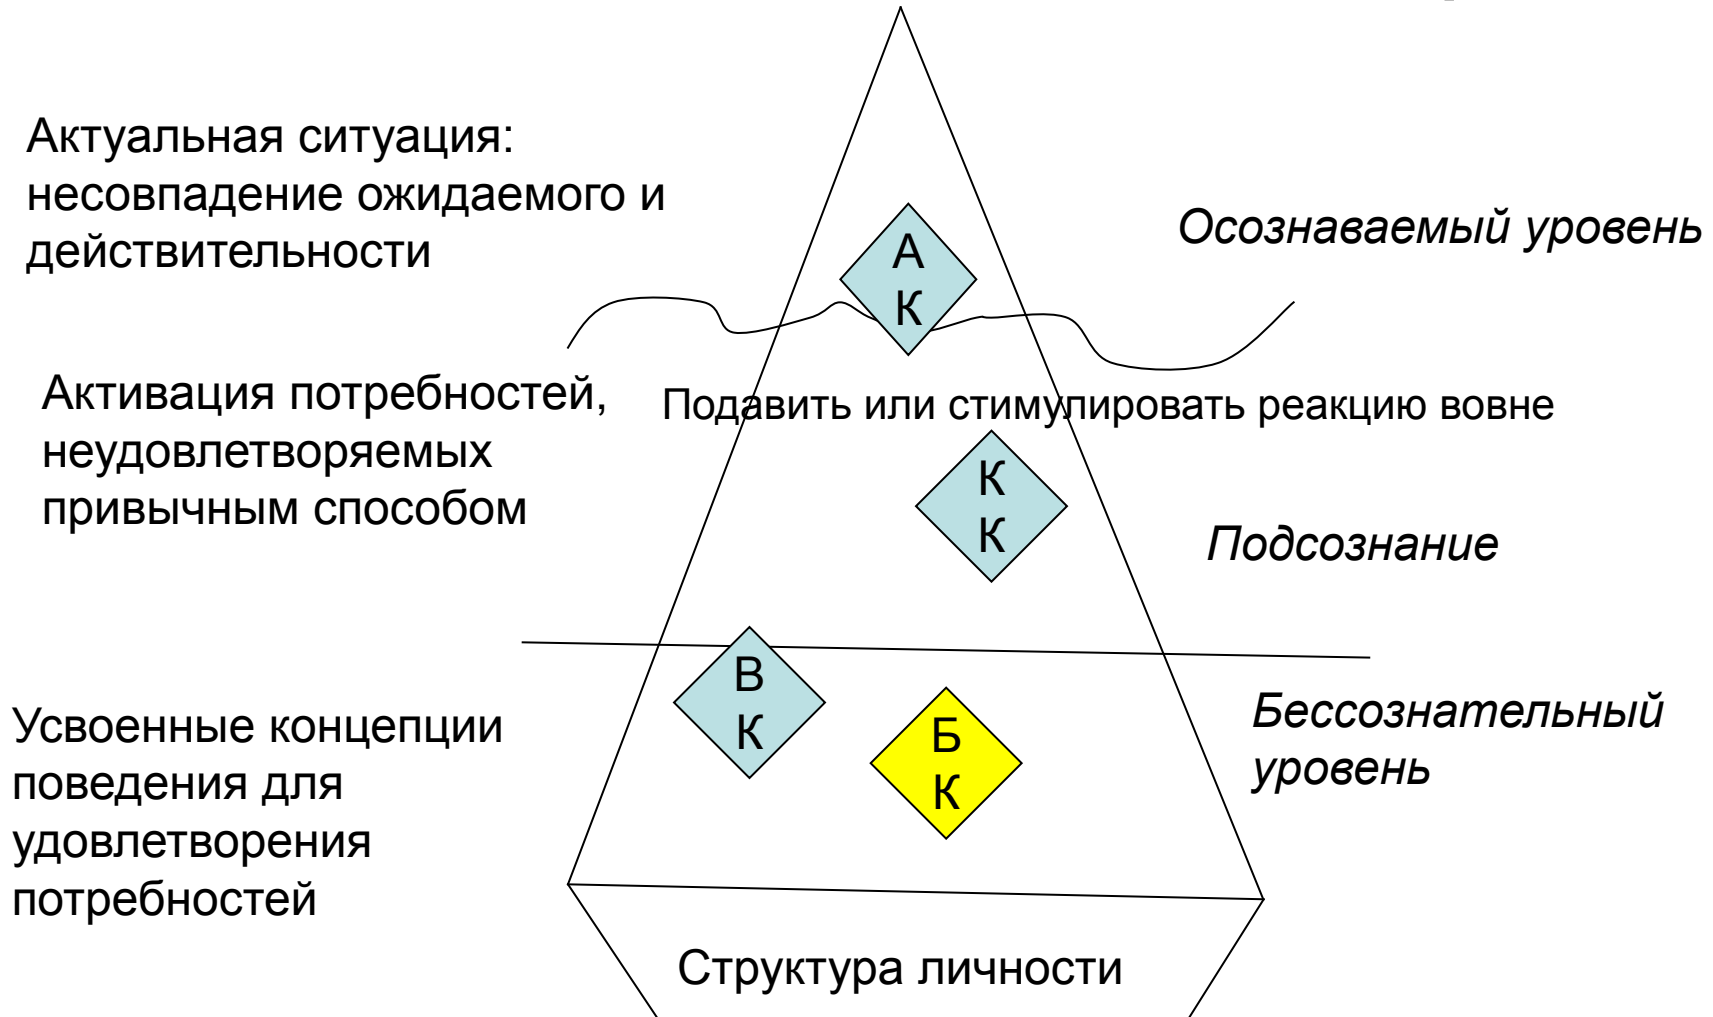 Актуальная ситуация:
несовпадение ожидаемого и
действительности
Осознаваемый уровень
А
К
Активация потребностей,
неудовлетворяемых
привычным способом
Подавить или стимулировать реакцию вовне
К
К
Подсознание
В
К
Б
К
Усвоенные концепции
поведения для
удовлетворения
потребностей
Бессознательный
уровень
Структура личности